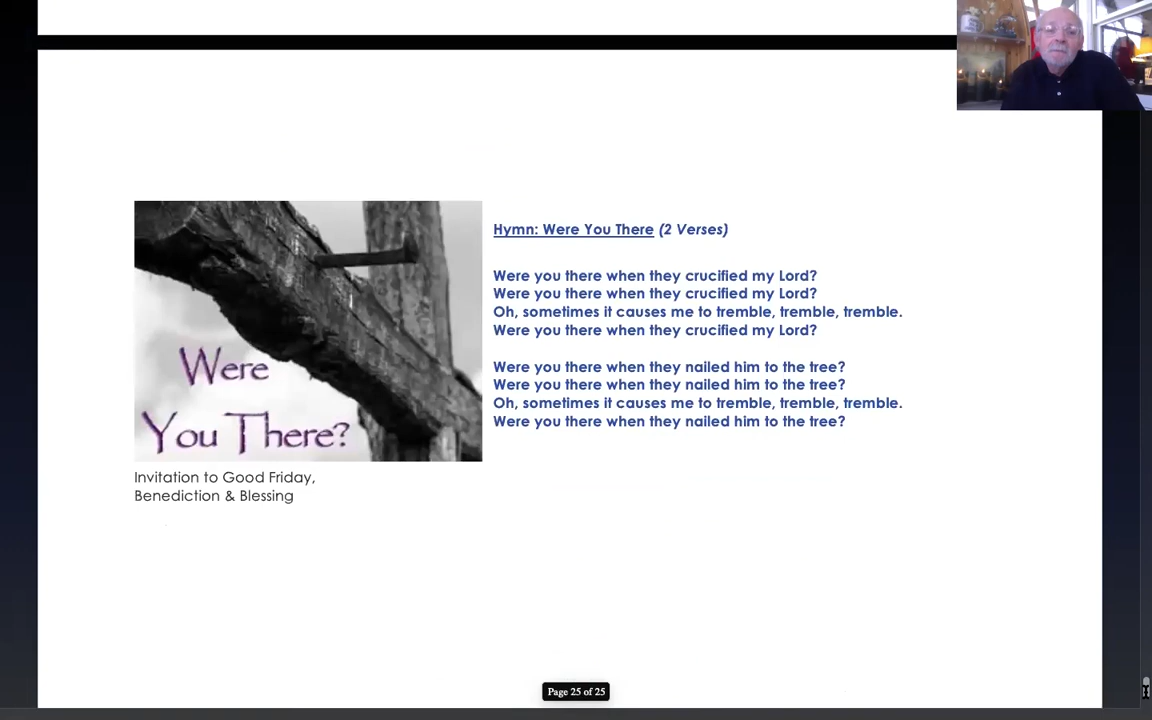 Were
You There?
Invitation to Good Friday,
Benediction & Blessing
Hymn: Were You There (2 Verses)
Were you there when they crucified my Lord?
Were you there when they crucified my Lord?
Oh, sometimes it causes me to tremble, tremble, tremble.
Were you there when they crucified my Lord?
Were you there when they nailed him to the tree?
Were you there when they nailed him to the tree?
Oh, sometimes it causes me to tremble, tremble, tremble.
Were you there when they nailed him to the tree?
Page 25 of 25